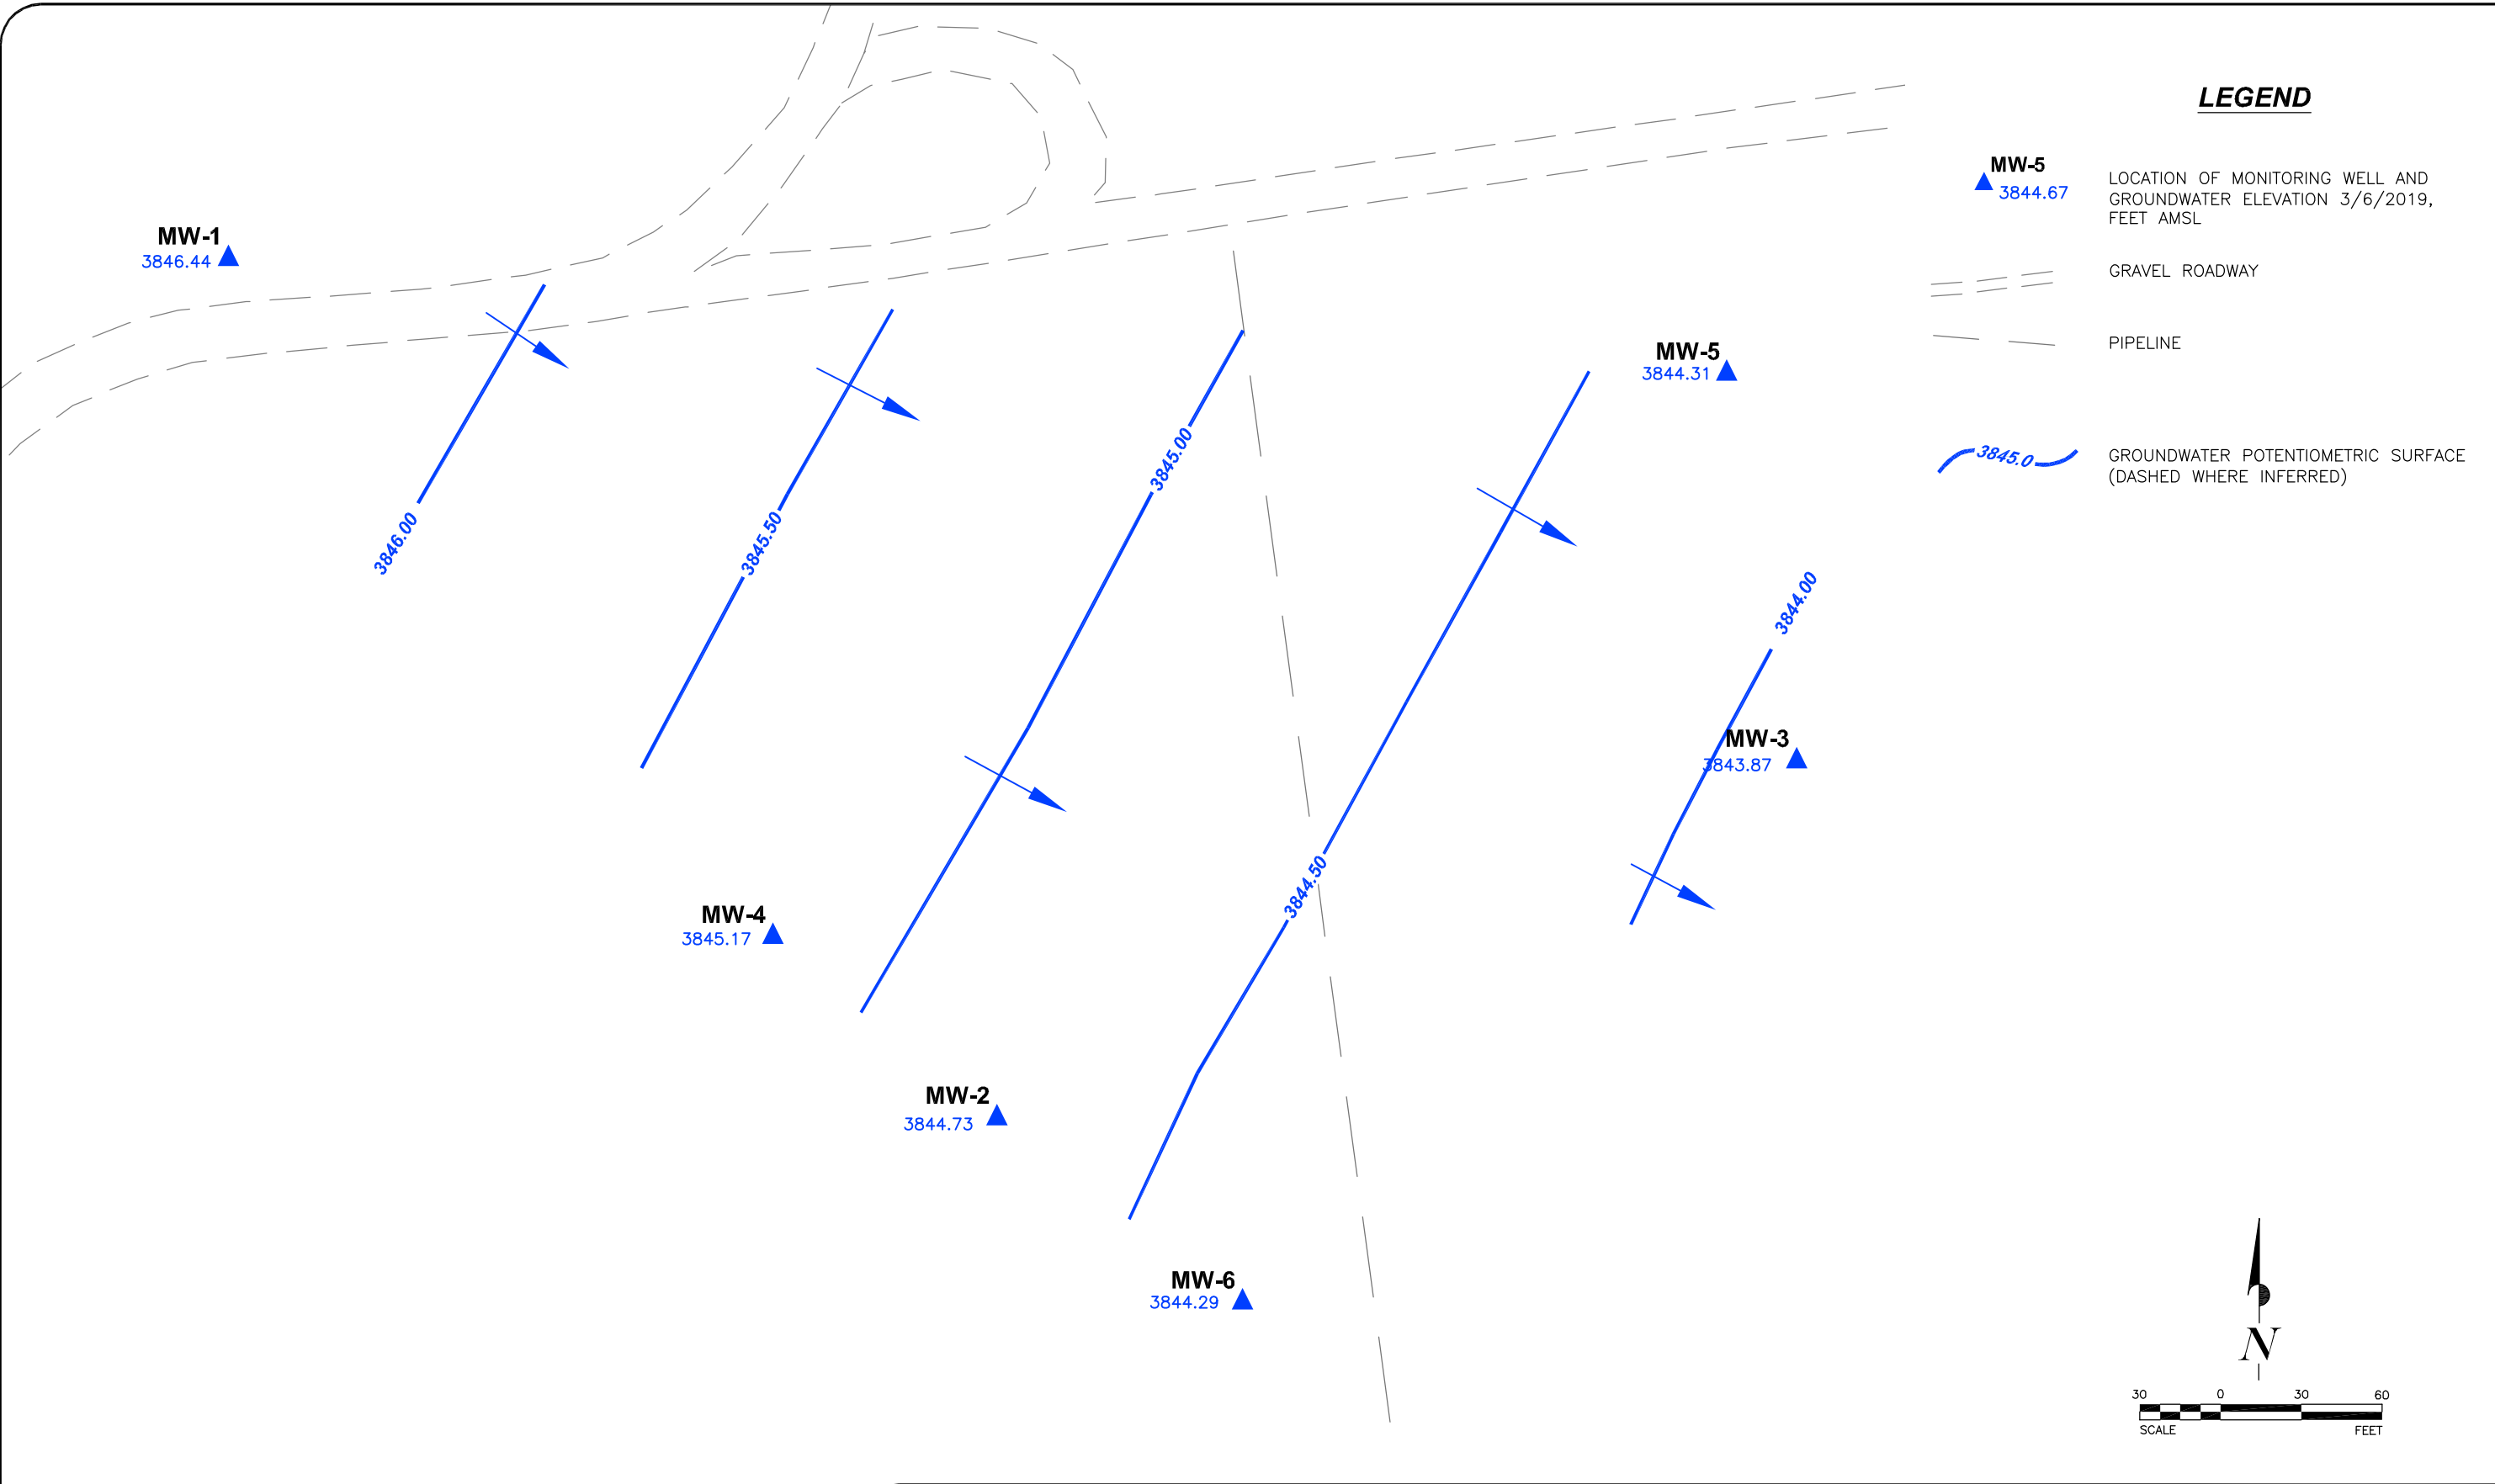 LEGEND
MW-5
3844.67
LOCATION OF MONITORING WELL AND
GROUNDWATER ELEVATION 3/6/2019,
FEET AMSL
GRAVEL ROADWAY
PIPELINE
3845.0
GROUNDWATER POTENTIOMETRIC SURFACE
(DASHED WHERE INFERRED)
MW-1
3846.44
MW-5
3844.31
3846.00
3845.50
3845.00
3844.50
3844.00
MW-3
3843.87
MW-4
3845.17
MW-2
3844.73
MW-6
3844.29
N
30 0 30 60
SCALE FEET